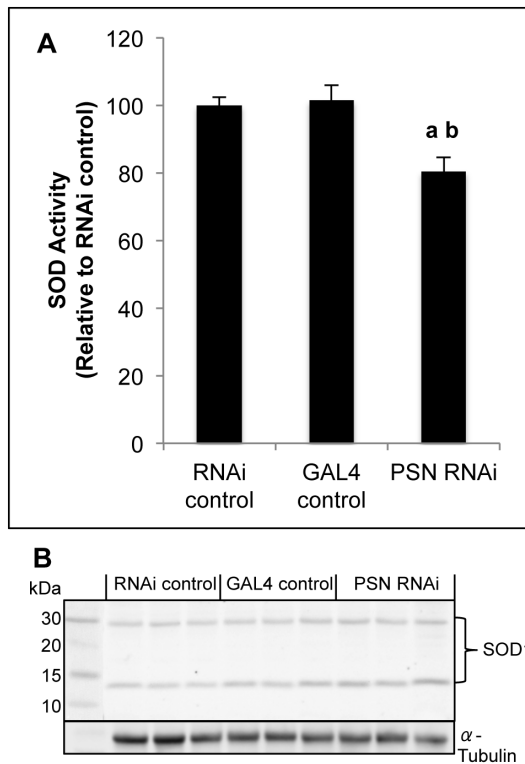 A
SOD Activity
(Relative to RNAi control)
120
100
80
60
40
20
0
a b
RNAi
control
GAL4
control
PSN RNAi
B
kDa
RNAi control
GAL4 control
PSN RNAi
30
20
15
10
SOD1
α-
Tubulin